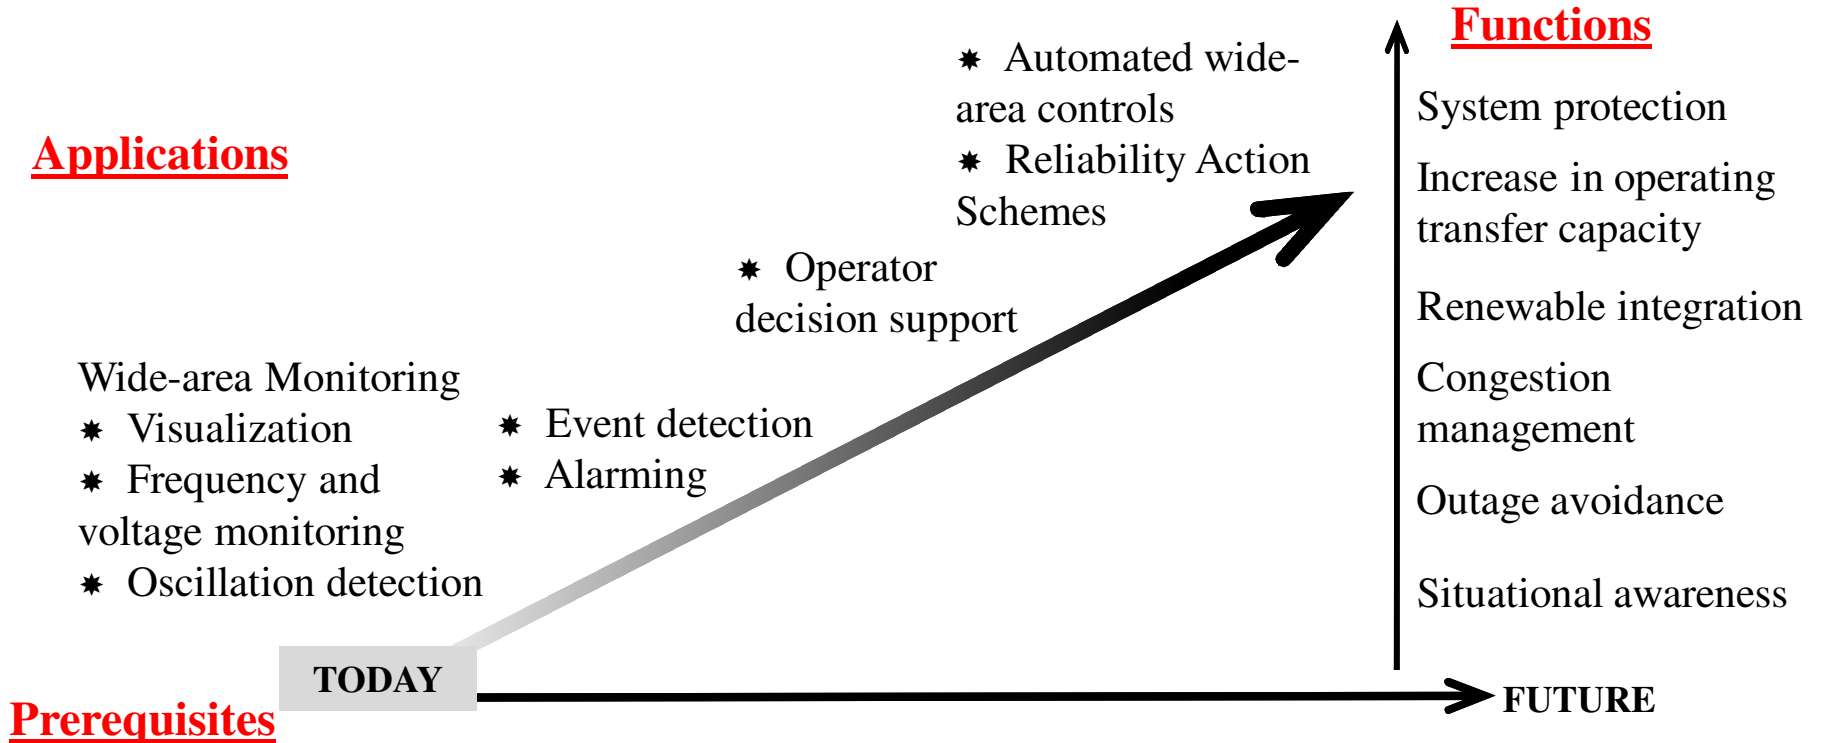 Functions
✷ Automated wide-
area controls
✷ Reliability Action
Schemes
System protection
Applications
Increase in operating
transfer capacity
✷ Operator
decision support
Renewable integration
Wide-area Monitoring
✷ Visualization
✷ Frequency and
voltage monitoring
✷ Oscillation detection
✷ Event detection
✷ Alarming
Congestion
management
Outage avoidance
Situational awareness
TODAY
FUTURE
Prerequisites